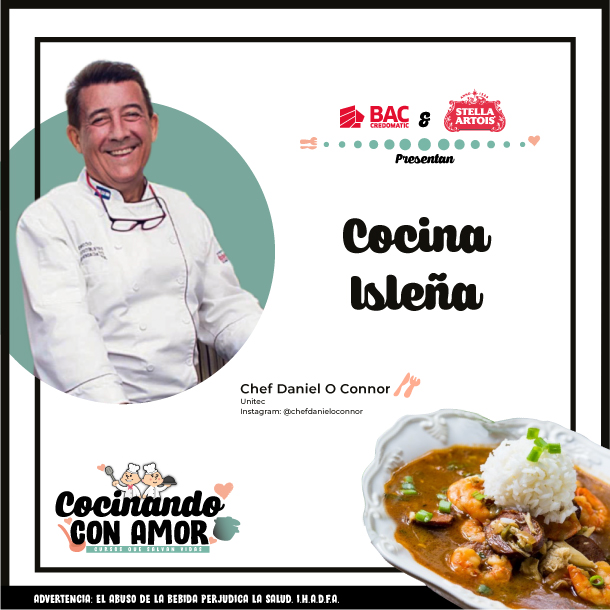 BAC
CREDOMATIC
&
STELLA
ARTOIS
Presentan
Cocina
Isleña
Chef Daniel O Connor
Unitec
Instagram: @chefdanieloconnor
Cocinando
CON AMOR
CURSOS QUE SALVAN VIDAS
ADVERTENCIA: EL ABUSO DE LA BEBIDA PERJUDICA LA SALUD. I.H.A.D.F.A.